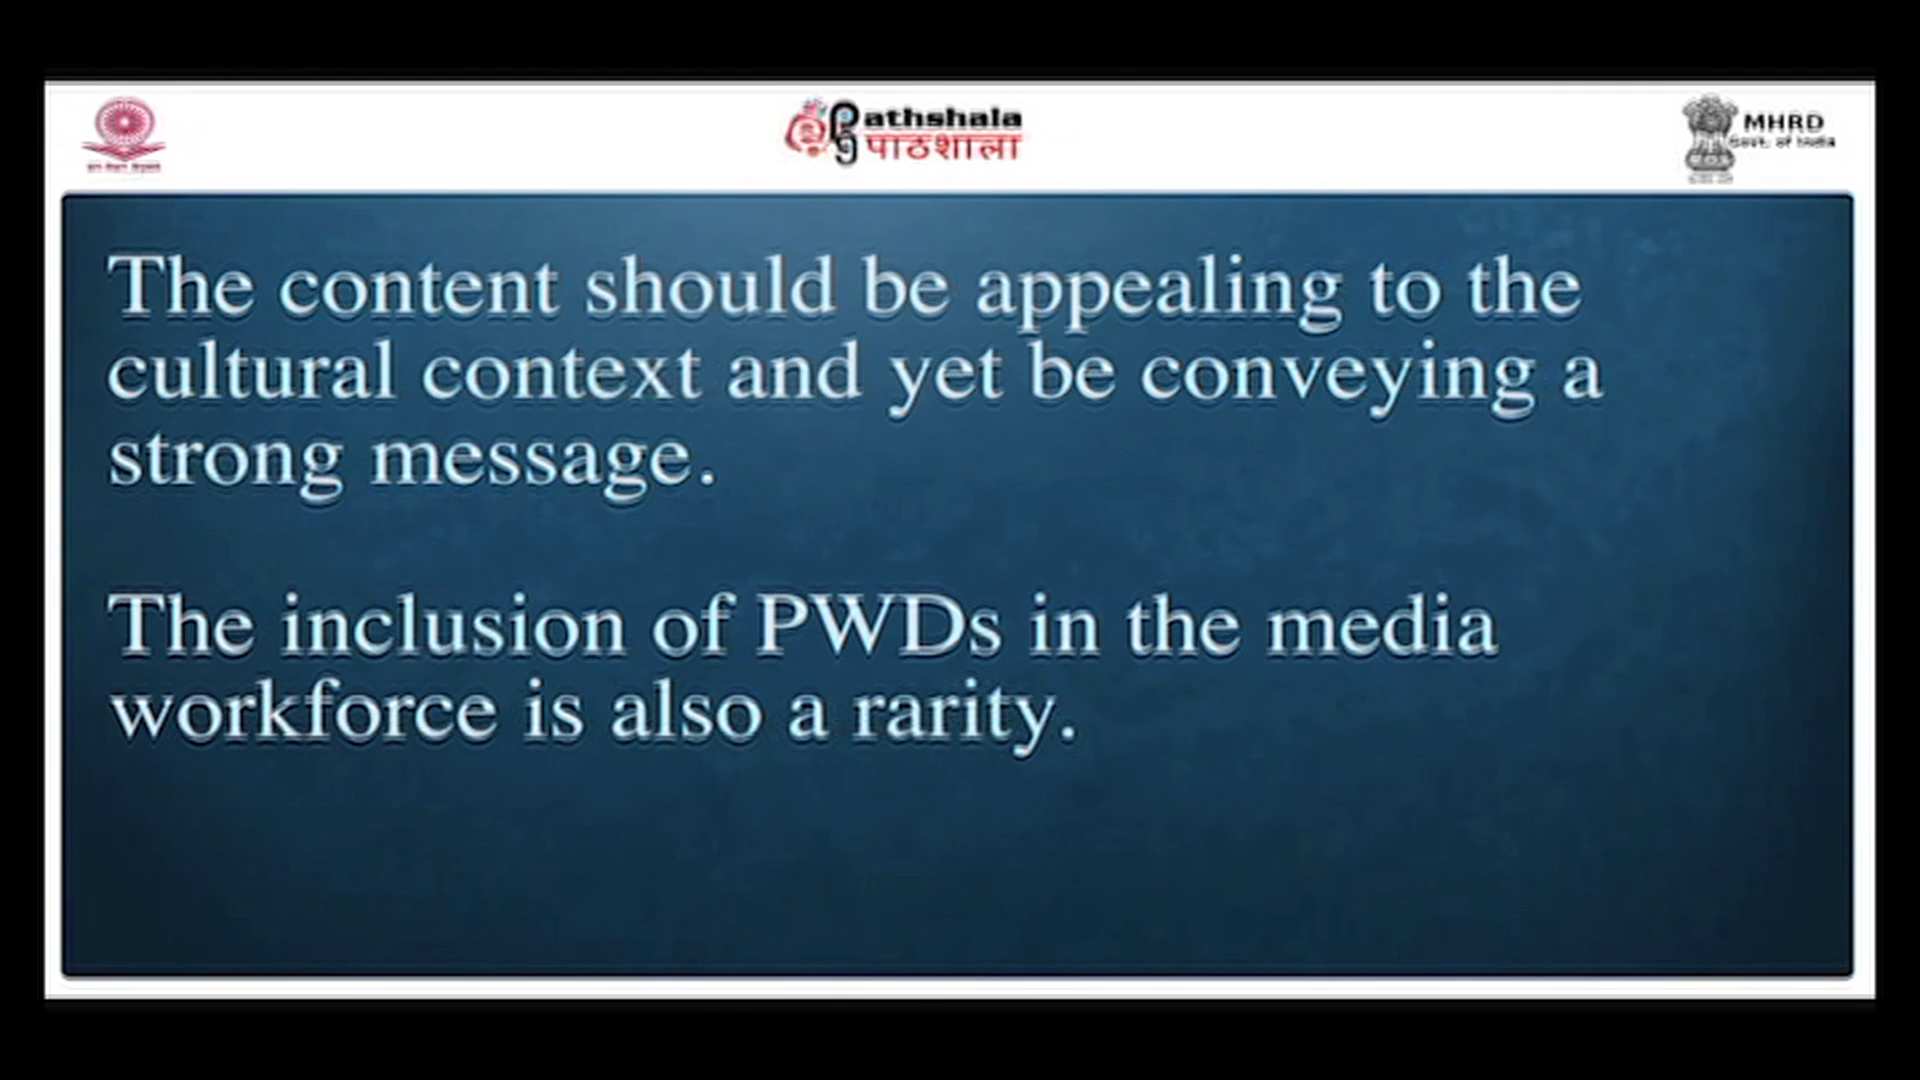 Pathshala
पाठशाला
MHRD
Govt. of India
The content should be appealing to the
cultural context and yet be conveying a
strong message.
The inclusion of PWDs in the media
workforce is also a rarity.